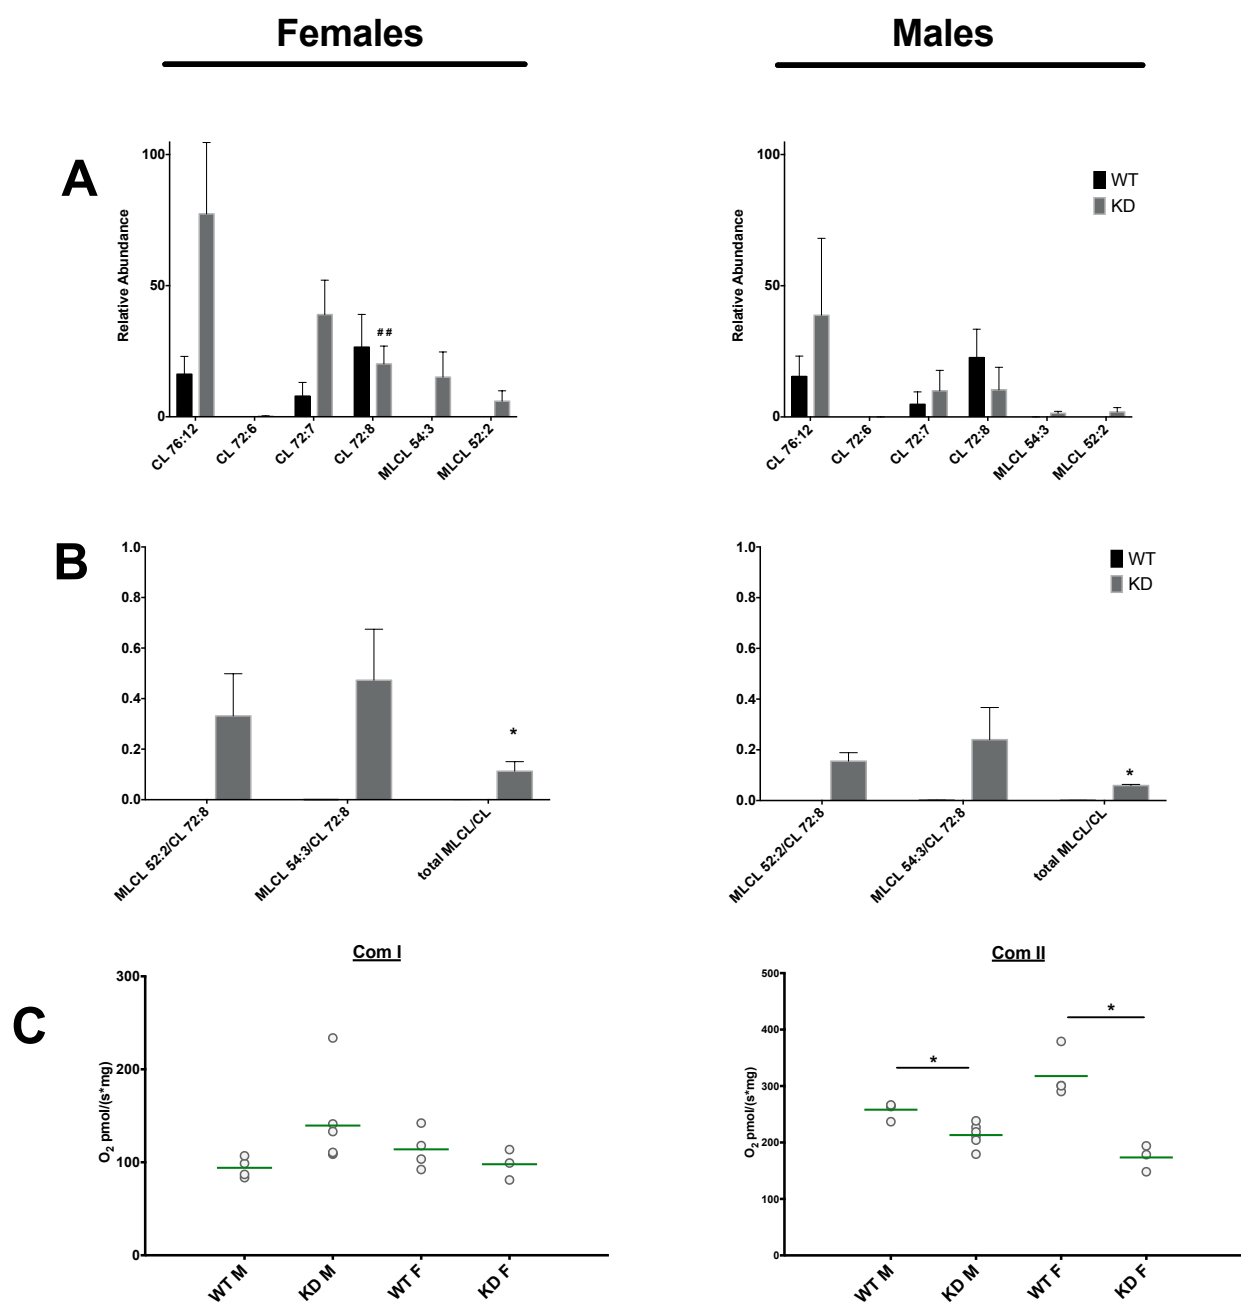 Females
Males
A
100
50
0
Relative Abundance
CL 76:12
CL 72:6
CL 72:7
CL 72:8
MLCL 54:3
MLCL 52:2
##
100
50
0
Relative Abundance
CL 76:12
CL 72:6
CL 72:7
CL 72:8
MLCL 54:3
MLCL 52:2
WT
KD
B
1.0
0.8
0.6
0.4
0.2
0.0
*
MLCL 52:2/CL 72:8
MLCL 54:3/CL 72:8
total MLCL/CL
1.0
0.8
0.6
0.4
0.2
0.0
*
MLCL 52:2/CL 72:8
MLCL 54:3/CL 72:8
total MLCL/CL
WT
KD
C
Com I
300
200
100
0
O2 pmol/(s*mg)
WT M
KD M
WT F
KD F
Com II
500
400
300
200
100
0
O2 pmol/(s*mg)
*
*
WT M
KD M
WT F
KD F